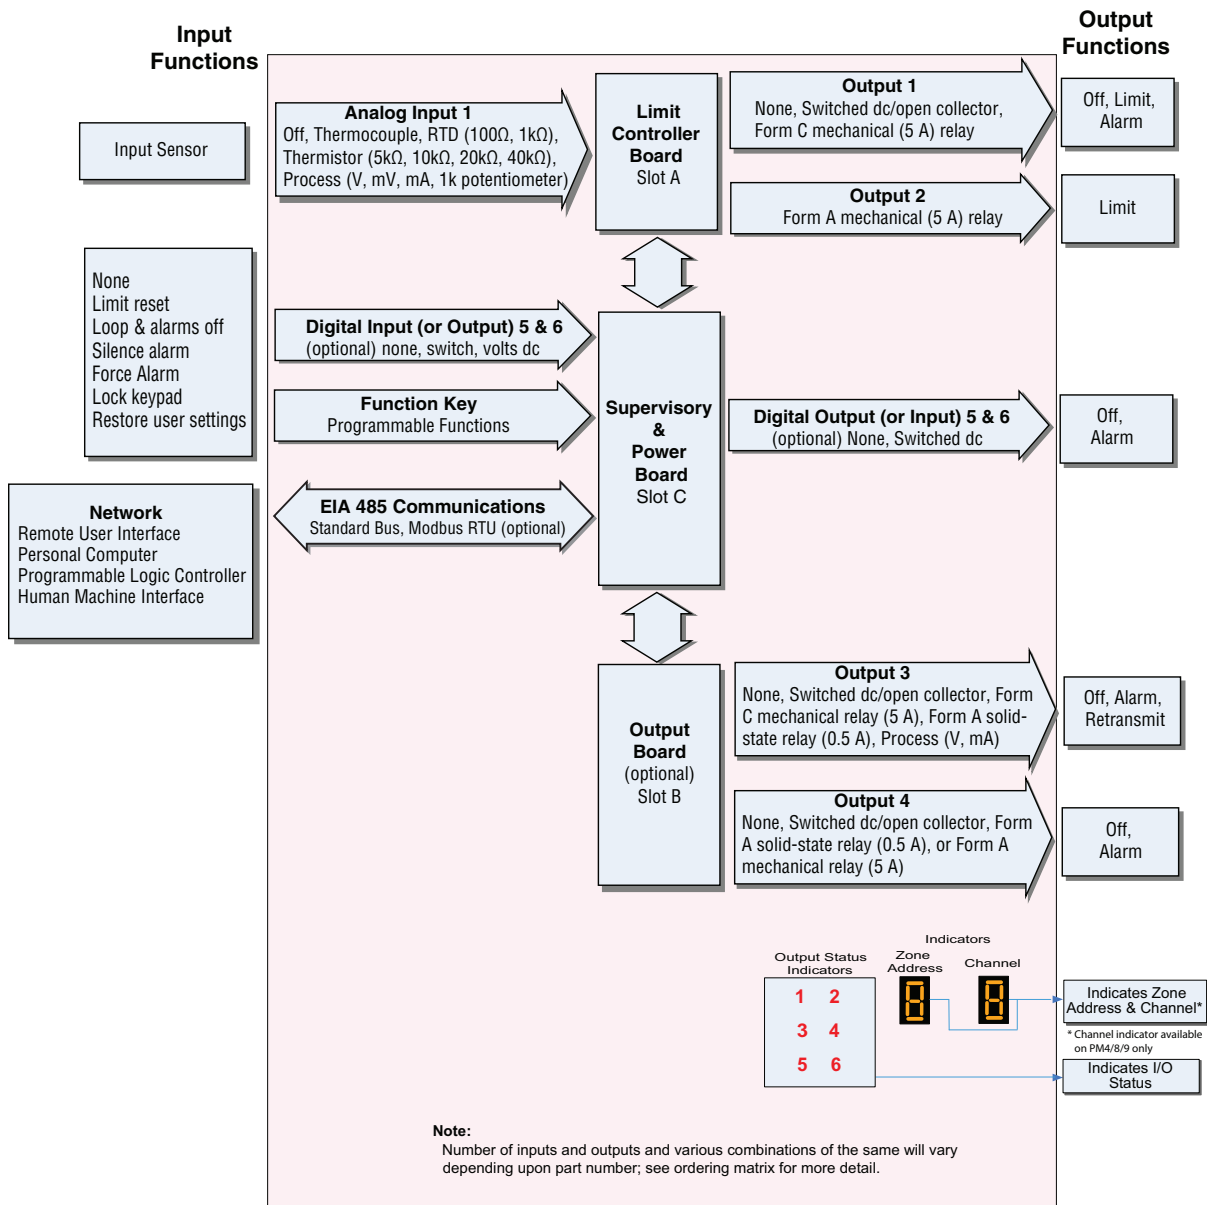 Input
Functions
Output
Functions
Input Sensor
Analog Input 1
Off, Thermocouple, RTD (100Ω, 1kΩ),
Thermistor (5kΩ, 10kΩ, 20kΩ, 40kΩ),
Process (V, mV, mA, 1k potentiometer)
Limit
Controller
Board
Slot A
Output 1
None, Switched dc/open collector,
Form C mechanical (5 A) relay
Off, Limit,
Alarm
Output 2
Form A mechanical (5 A) relay
Limit
None
Limit reset
Loop & alarms off
Silence alarm
Force Alarm
Lock keypad
Restore user settings
Digital Input (or Output) 5 & 6
(optional) none, switch, volts dc
Function Key
Programmable Functions
Supervisory
&
Power
Board
Slot C
Digital Output (or Input) 5 & 6
(optional) None, Switched dc
Off,
Alarm
Network
Remote User Interface
Personal Computer
Programmable Logic Controller
Human Machine Interface
EIA 485 Communications
Standard Bus, Modbus RTU (optional)
Output
Board
(optional)
Slot B
Output 3
None, Switched dc/open collector, Form
C mechanical relay (5 A), Form A solid-
state relay (0.5 A), Process (V, mA)
Off, Alarm,
Retransmit
Output 4
None, Switched dc/open collector, Form
A solid-state relay (0.5 A), or Form A
mechanical relay (5 A)
Off,
Alarm
Output Status
Indicators
1 2
3 4
5 6
Indicators
Zone
Address
Channel
8 8
Indicates Zone
Address & Channel*
* Channel indicator available
on PM4/8/9 only
Indicates I/O
Status
Note:
Number of inputs and outputs and various combinations of the same will vary
depending upon part number; see ordering matrix for more detail.